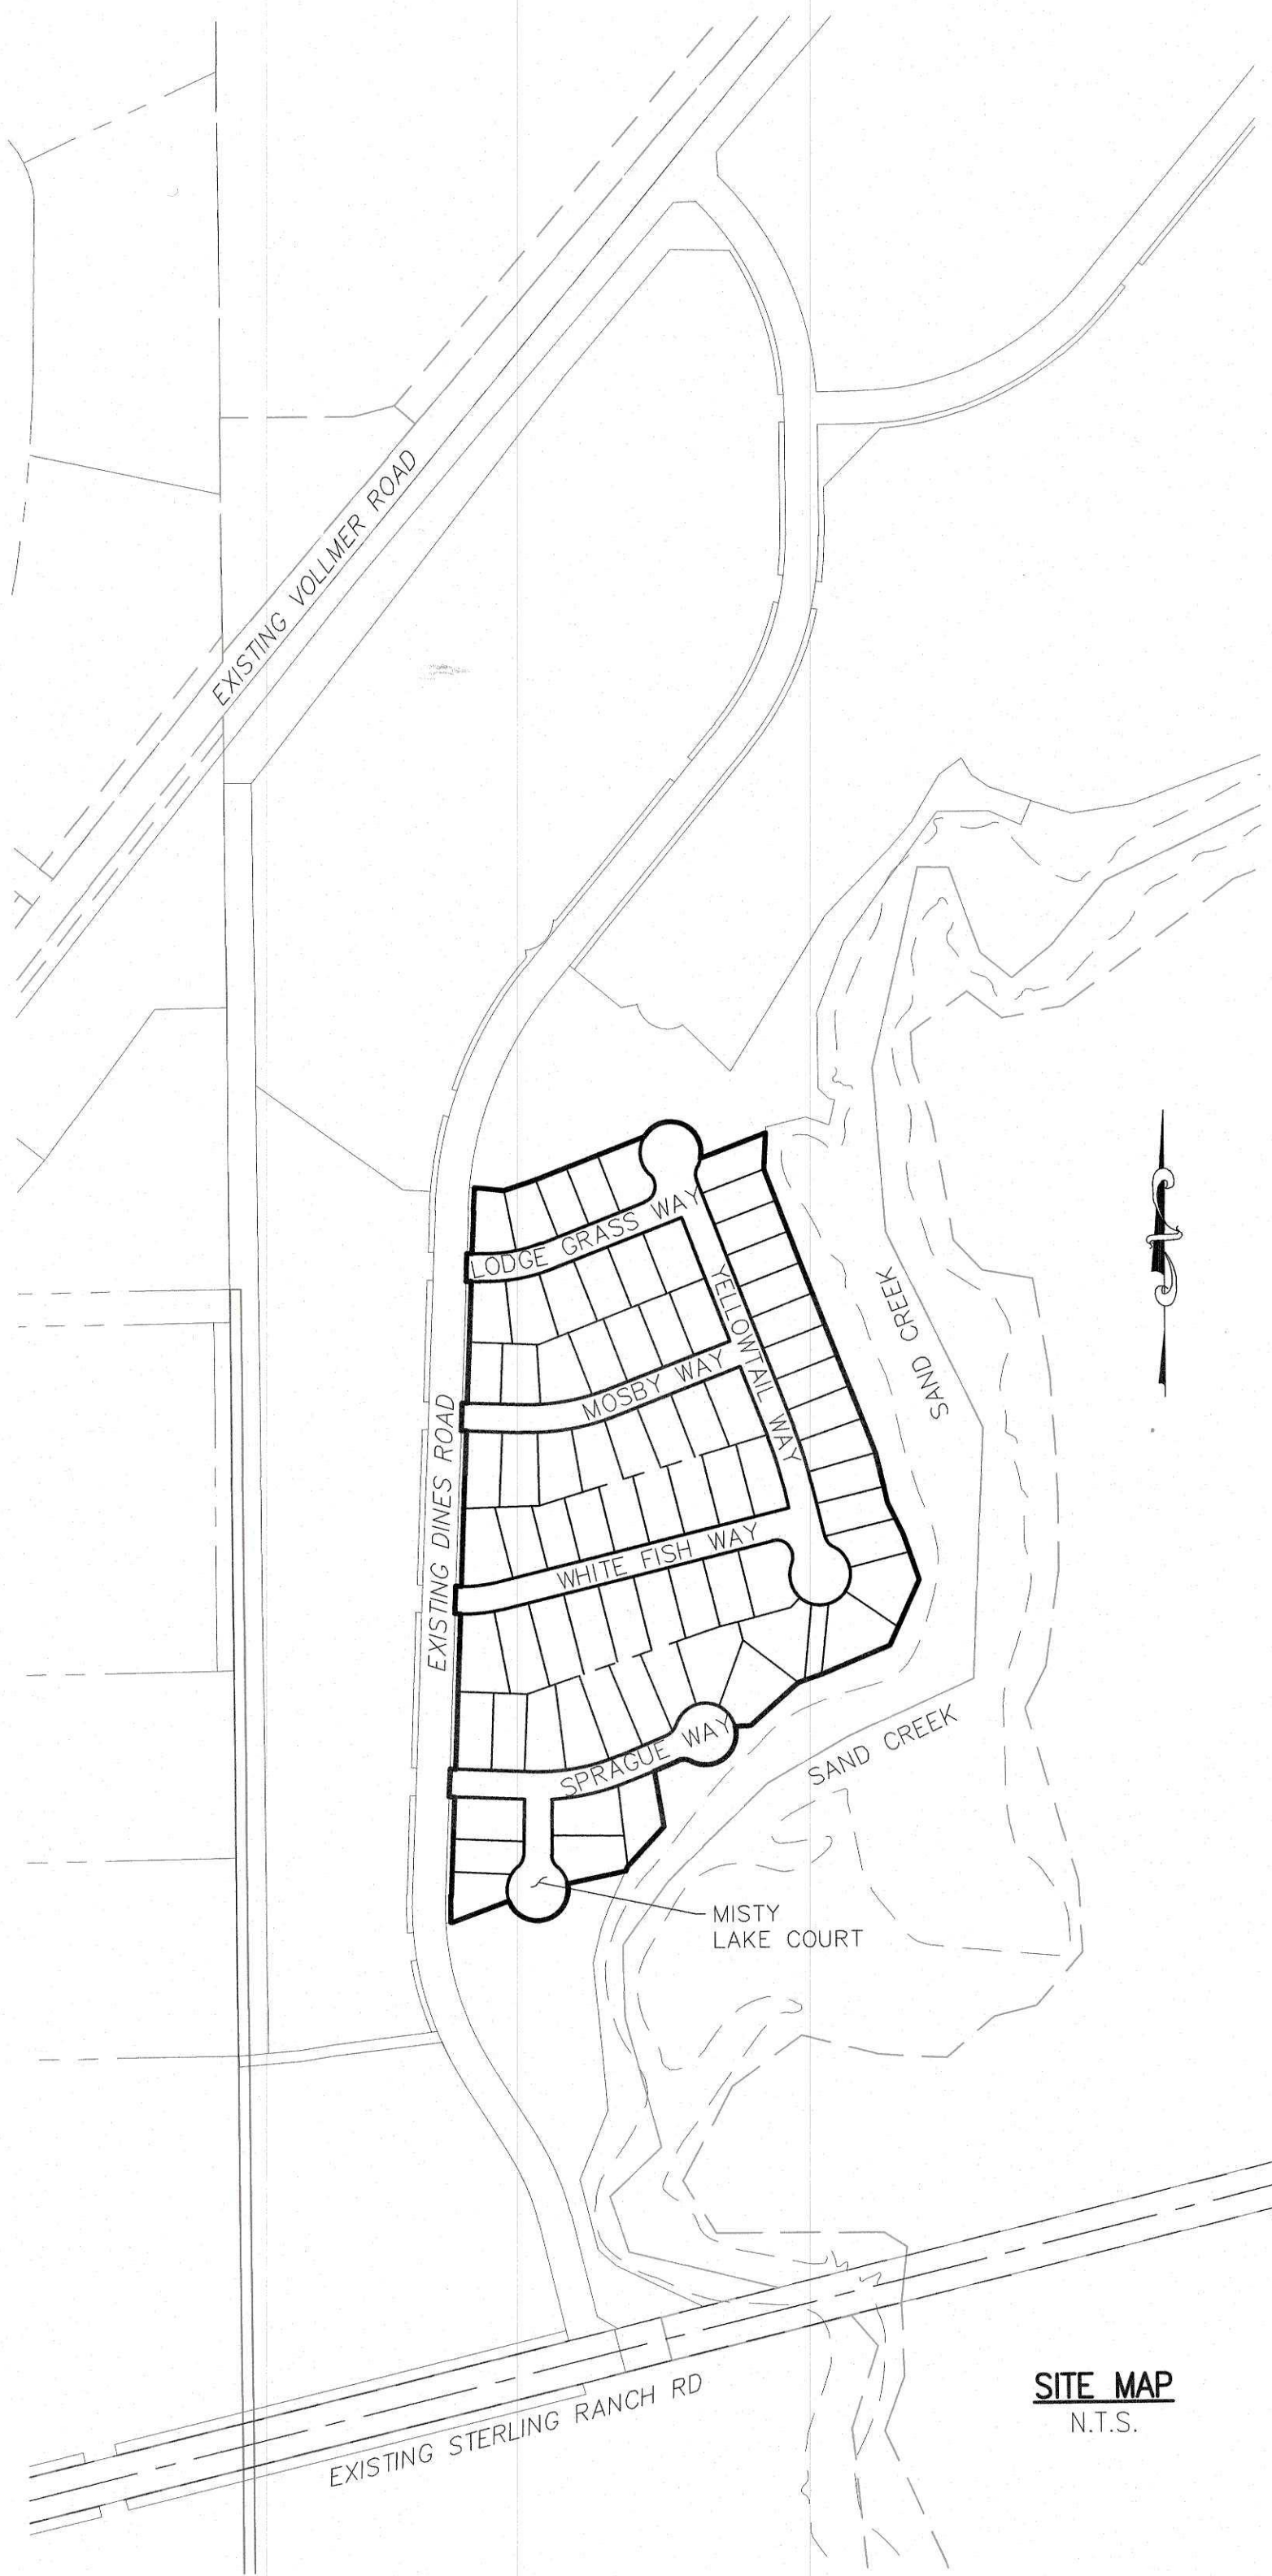 EXISTING VOLLMER ROAD
LODGE GRASS WAY
YELLOWTAIL WAY
SAND CREEK
MOSBY WAY
EXISTING DINES ROAD
WHITE FISH WAY
SPRAGUE WAY
SAND CREEK
MISTY
LAKE COURT
EXISTING STERLING RANCH RD
SITE MAP
N.T.S.